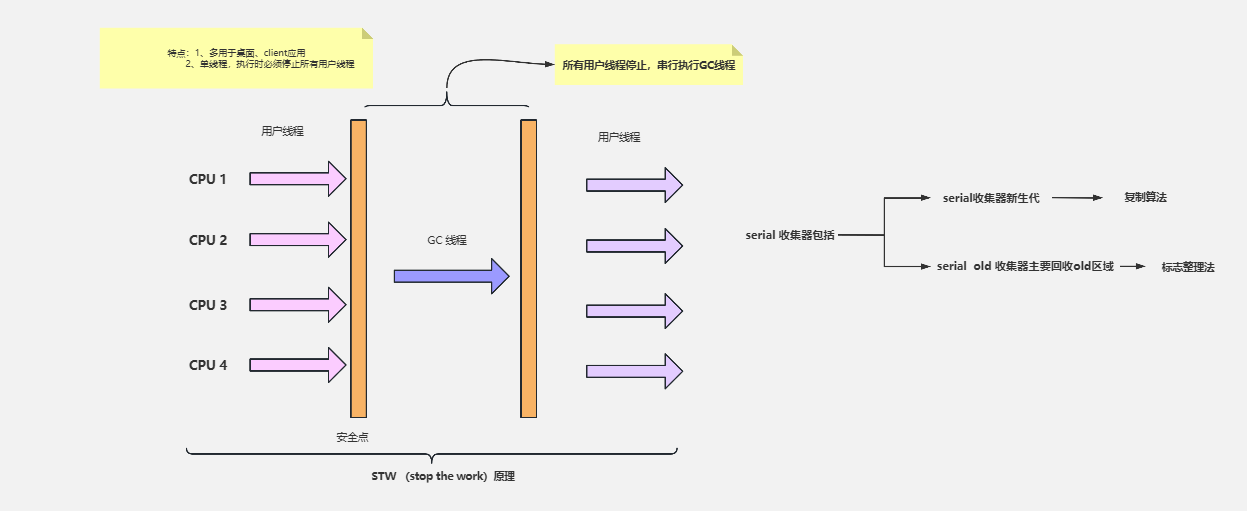 特点：1、多用于桌面、client应用
2、单线程，执行时必须停止所有用户线程
所有用户线程停止，串行执行GC线程
用户线程
用户线程
CPU 1
CPU 2
CPU 3
CPU 4
GC 线程
安全点
STW （stop the work）原理
serial 收集器包括
serial收集器新生代
复制算法
serial old 收集器主要回收old区域
标志整理法